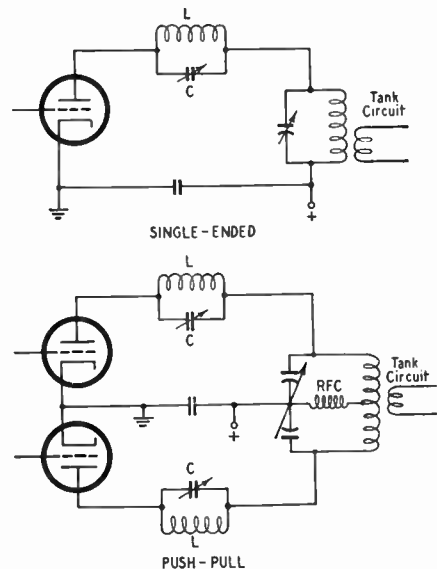 L
C
Tank
Circuit
+
SINGLE-ENDED
L
C
RFC
Tank
Circuit
+
C
L
PUSH-PULL